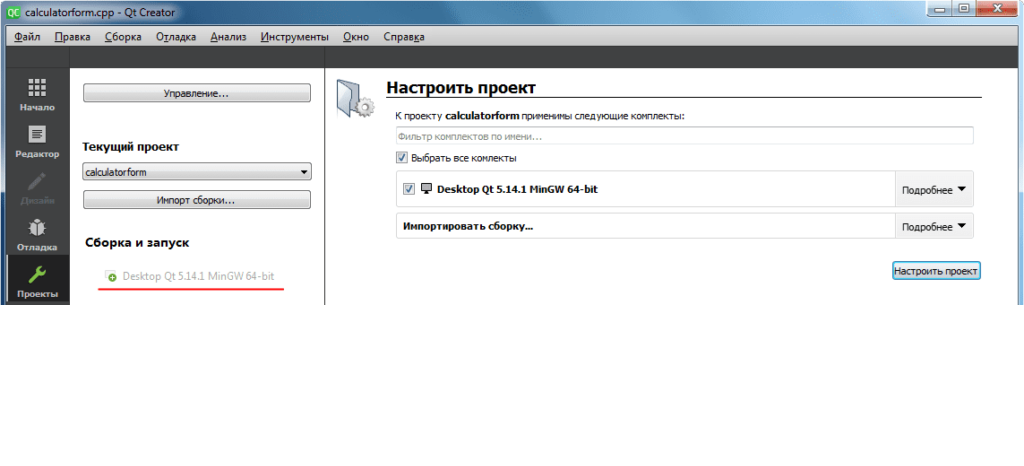 QC calculatorform.cpp - Qt Creator
Файл Правка Сборка Отладка Анализ Инструменты Окно Справка
Начало
Редактор
Дизайн
Отладка
Проекты
Управление...
Текущий проект
calculatorform
Импорт сборки...
Сборка и запуск
Desktop Qt 5.14.1 MinGW 64-bit
Настроить проект
К проекту calculatorform применимы следующие комплекты:
Фильтр комплектов по имени...
Выбрать все комлекты
Desktop Qt 5.14.1 MinGW 64-bit Подробнее
Импортировать сборку... Подробнее
Настроить проект